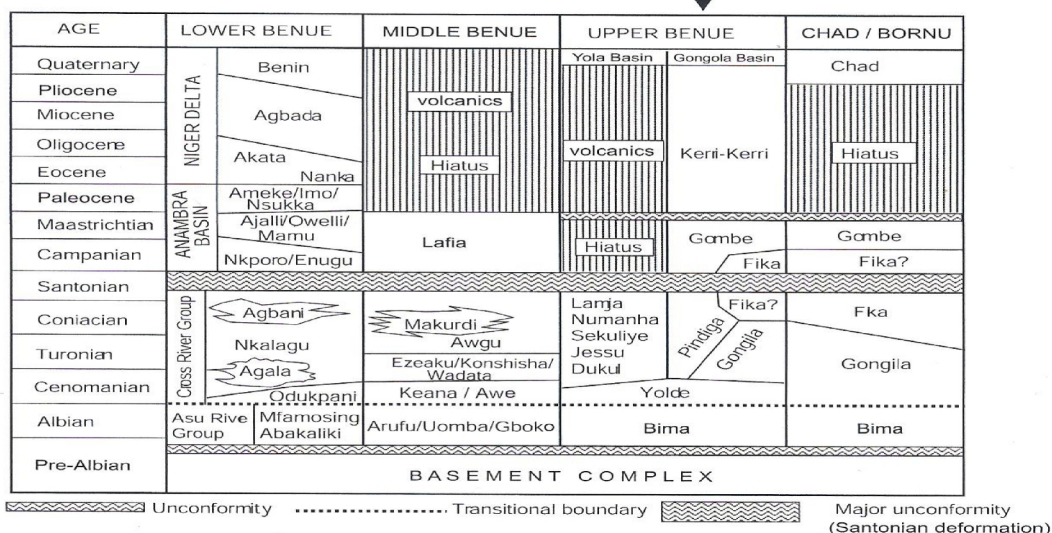 AGE LOWER BENUE MIDDLE BENUE UPPER BENUE CHAD / BORNU
Yola Basin Gongola Basin
Quaternary Benin Chad
Pliocene volcanics
Miocene Agbada
Oligocene volcanics Kerri-Kerri Hiatus
NIGER DELTA
Akata Hiatus
Eocene Nanka
Paleocene Ameke/Imo/
Nsukka
ANAMBRA
BASIN
Maastrichtian Ajalli/Owelli/
Mamu
Lafia Hiatus Gombe Gombe
Campanian Nkporo/Enugu Fika Fika?
Santonian
Cross River Group
Coniacian Agbani Makurdi Lamja Fika? Fka
Awgu Numanha
Nkalagu Sekuliye
Turonian Ezeaku/Konshisha/ Jessu Pindiga Gongila Gongila
Wadata Dukul
Agala
Cenomanian Odukpani Keana / Awe Yolde
Albian Asu Rive Mfamosing Arufu/Uomba/Gboko Bima Bima
Group Abakaliki
Pre-Albian BASEMENT COMPLEX
Unconformity Transitional boundary Major unconformity
(Santonian deformation)